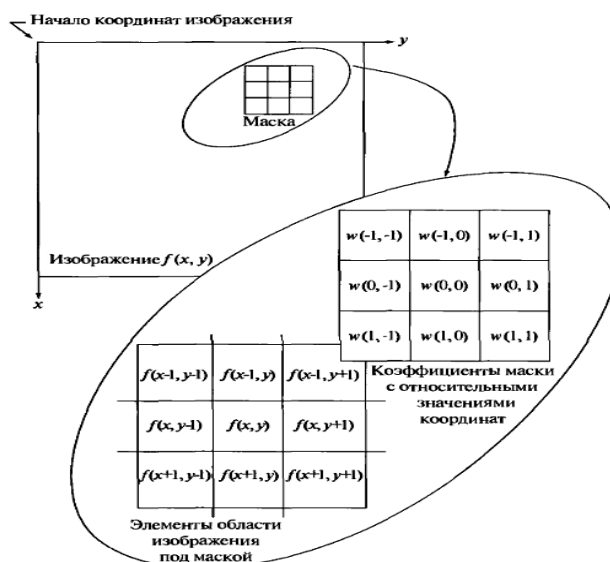 Начало координат изображения
y
Маска
Изображение f(x, y)
x
w(-1, -1) w(-1, 0) w(-1, 1)
w(0, -1) w(0, 0) w(0, 1)
w(1, -1) w(1, 0) w(1, 1)
Коэффициенты маски
с относительными
значениями
координат
f(x-1, y-1) f(x-1, y) f(x-1, y+1)
f(x, y-1) f(x, y) f(x, y+1)
f(x+1, y-1) f(x+1, y) f(x+1, y+1)
Элементы области
изображения
под маской